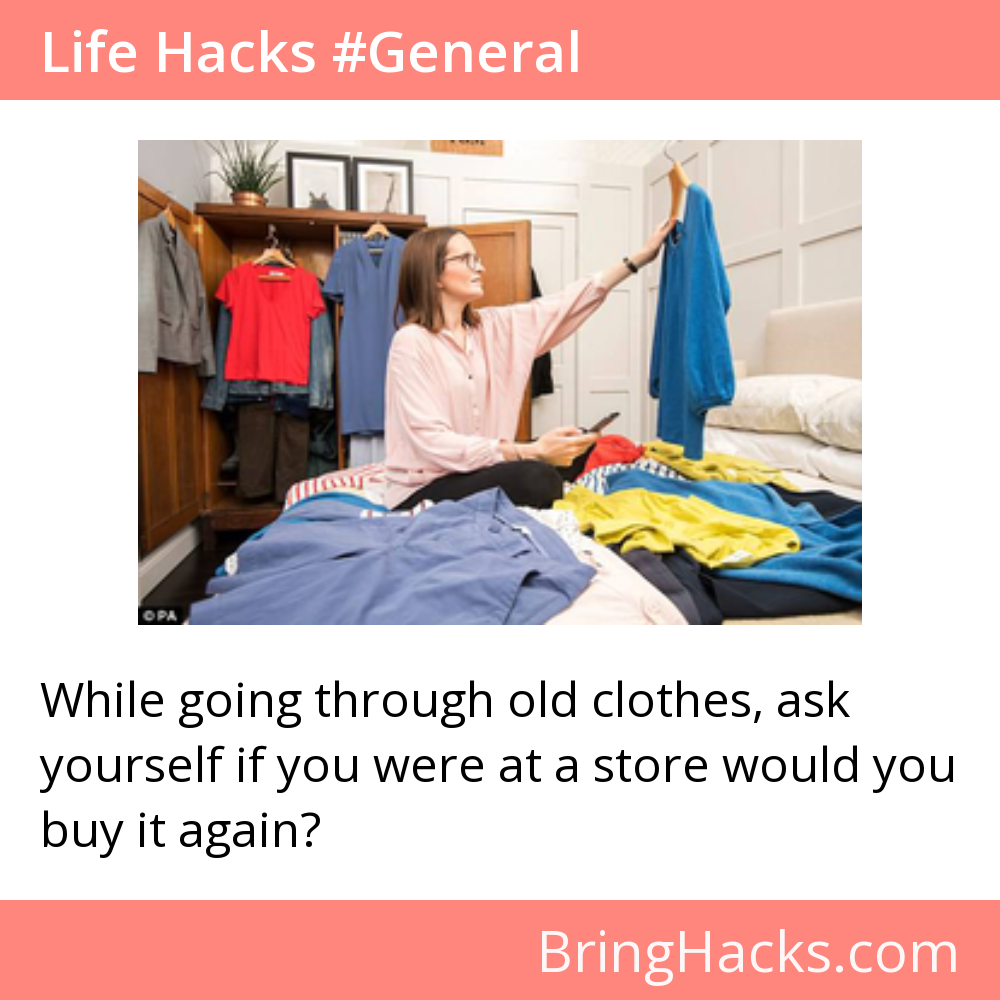 Life Hacks #General
© PA
While going through old clothes, ask
yourself if you were at a store would you
buy it again?
BringHacks.com